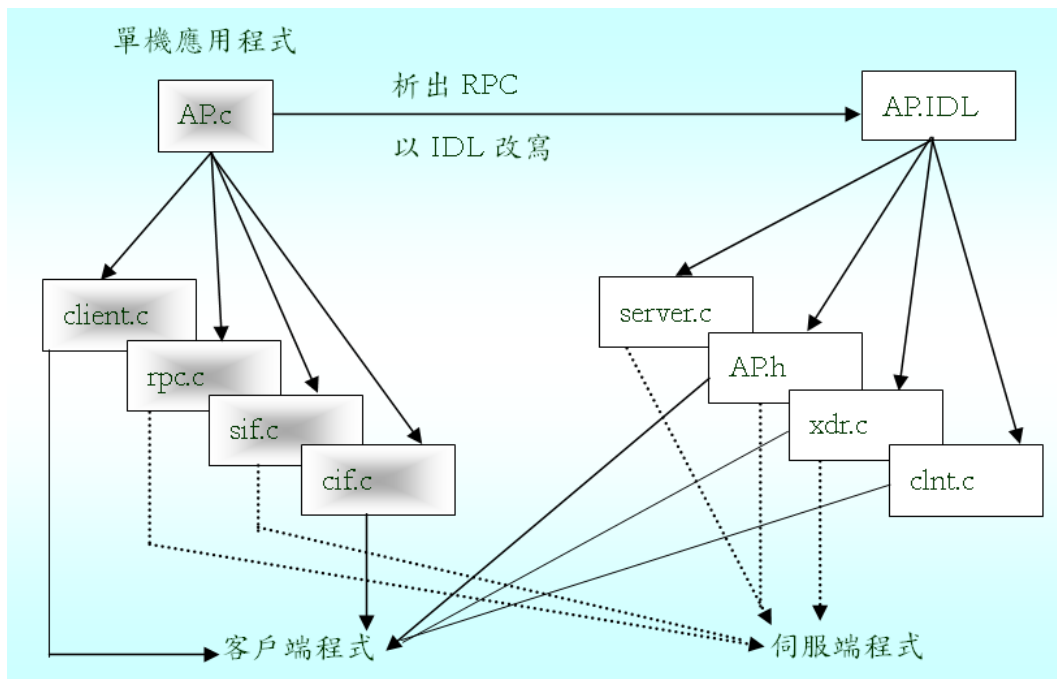 單機應用程式
析出 RPC
AP.c
AP.IDL
以 IDL 改寫
client.c
server.c
rpc.c
AP.h
sif.c
xdr.c
cif.c
clnt.c
客戶端程式
伺服端程式